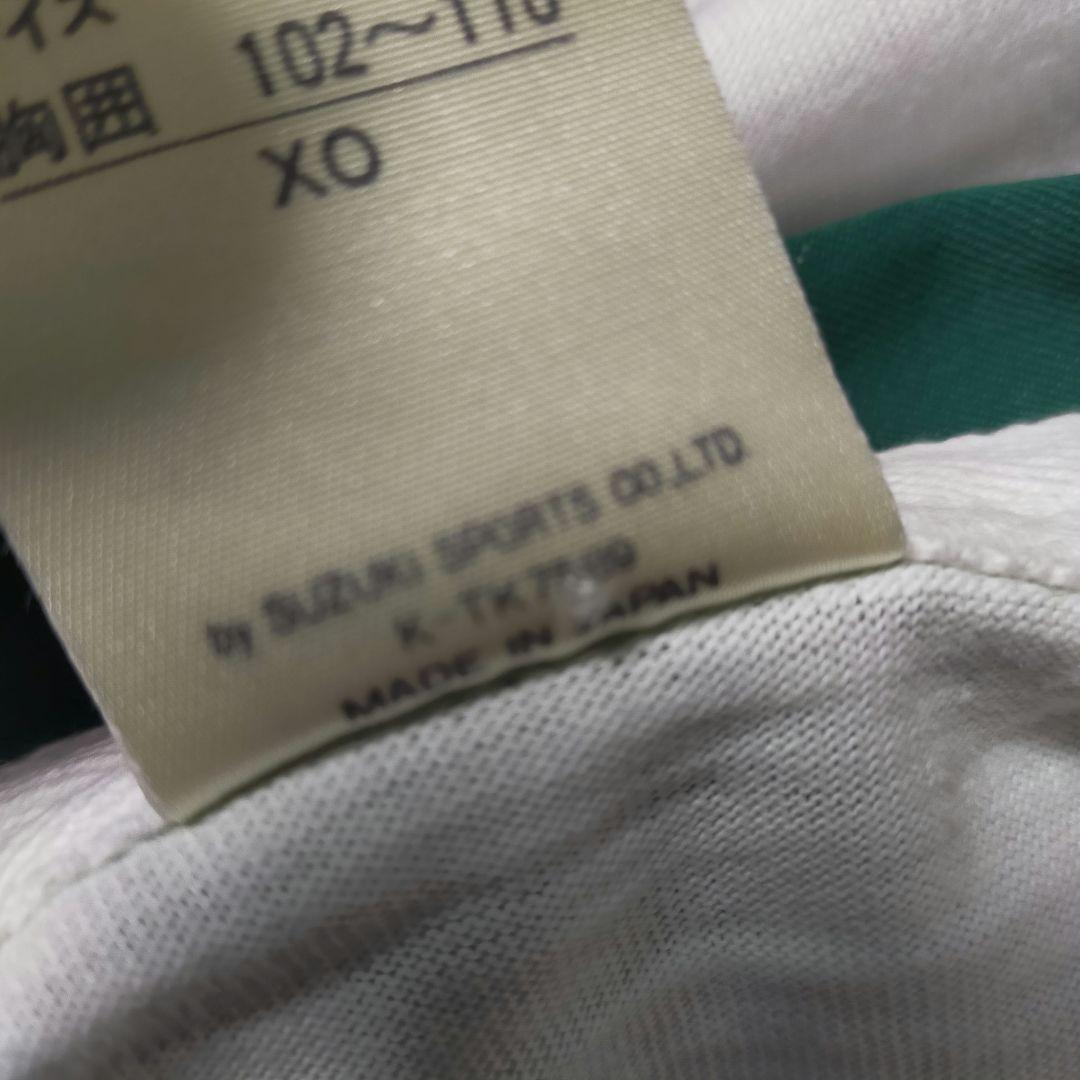 イズ
胸囲 102〜110
XO
by SUZUKI SPORTS CO.,LTD.
MADE IN JAPAN